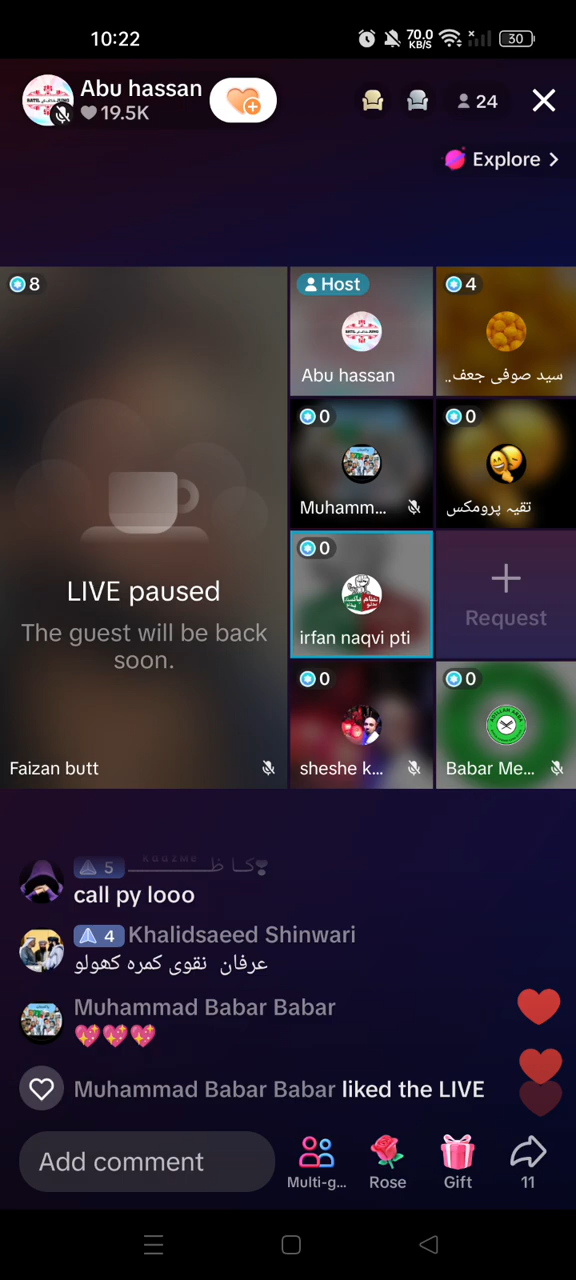 10:22
70.0
KB/S
30
Abu hassan
19.5K
24
Explore
8
Host
4
Abu hassan
سید صوفی جعف..
0
0
Muhamm...
تقیہ پرومکس
LIVE paused
The guest will be back
soon.
0
irfan naqvi pti
Request
0
0
Faizan butt
sheshe k...
Babar Me...
5
call py looo
4 Khalidsaeed Shinwari
عرفان نقوی کمرہ کھولو
Muhammad Babar Babar
💖💖💖
Muhammad Babar Babar liked the LIVE
Add comment
Multi-g...
Rose
Gift
11